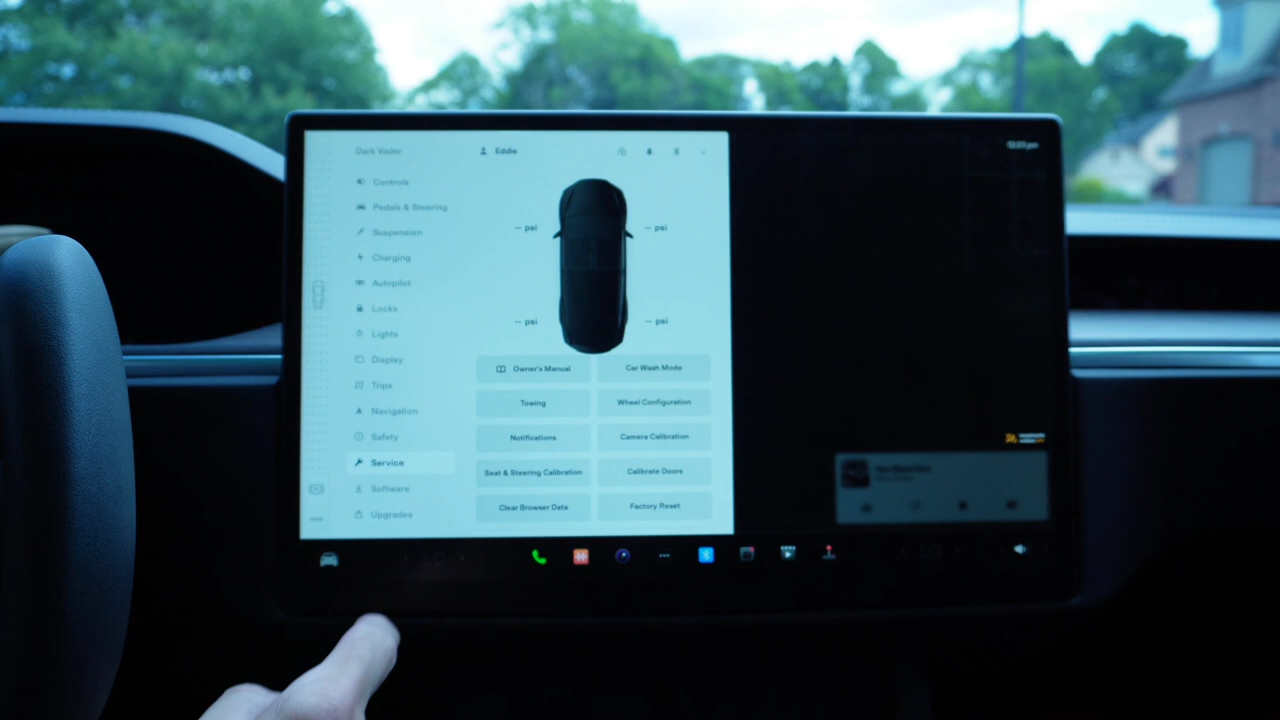 Dark Vader
Eddie
Controls
Pedals & Steering
Suspension
Charging
Autopilot
Locks
Lights
Display
Trips
Navigation
Safety
Service
Software
Upgrades
-- psi
-- psi
-- psi
-- psi
Owner's Manual
Car Wash Mode
Towing
Wheel Configuration
Notifications
Camera Calibration
Seat & Steering Calibration
Calibrate Doors
Clear Browser Data
Factory Reset